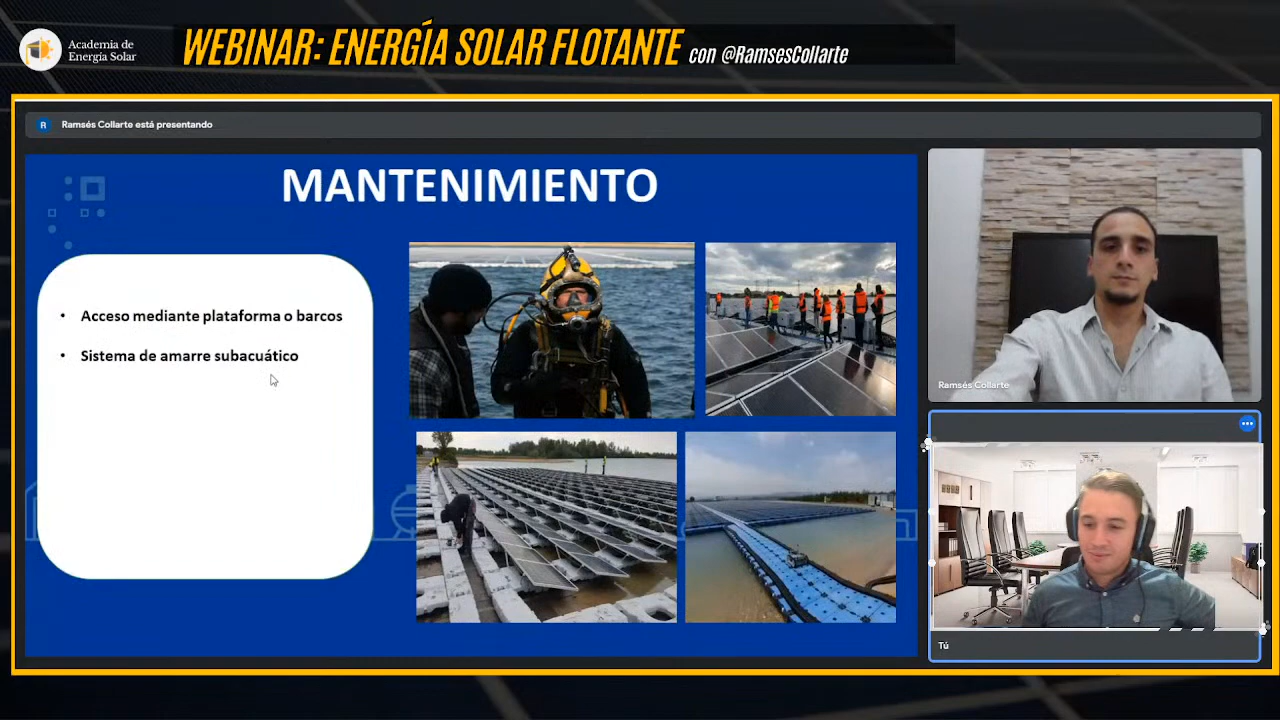 Academia de
Energía Solar
WEBINAR: ENERGÍA SOLAR FLOTANTE con @RamsesCollarte
R
Ramsés Collarte está presentando
MANTENIMIENTO
• Acceso mediante plataforma o barcos
• Sistema de amarre subacuático
Ramsés Collarte
Tú